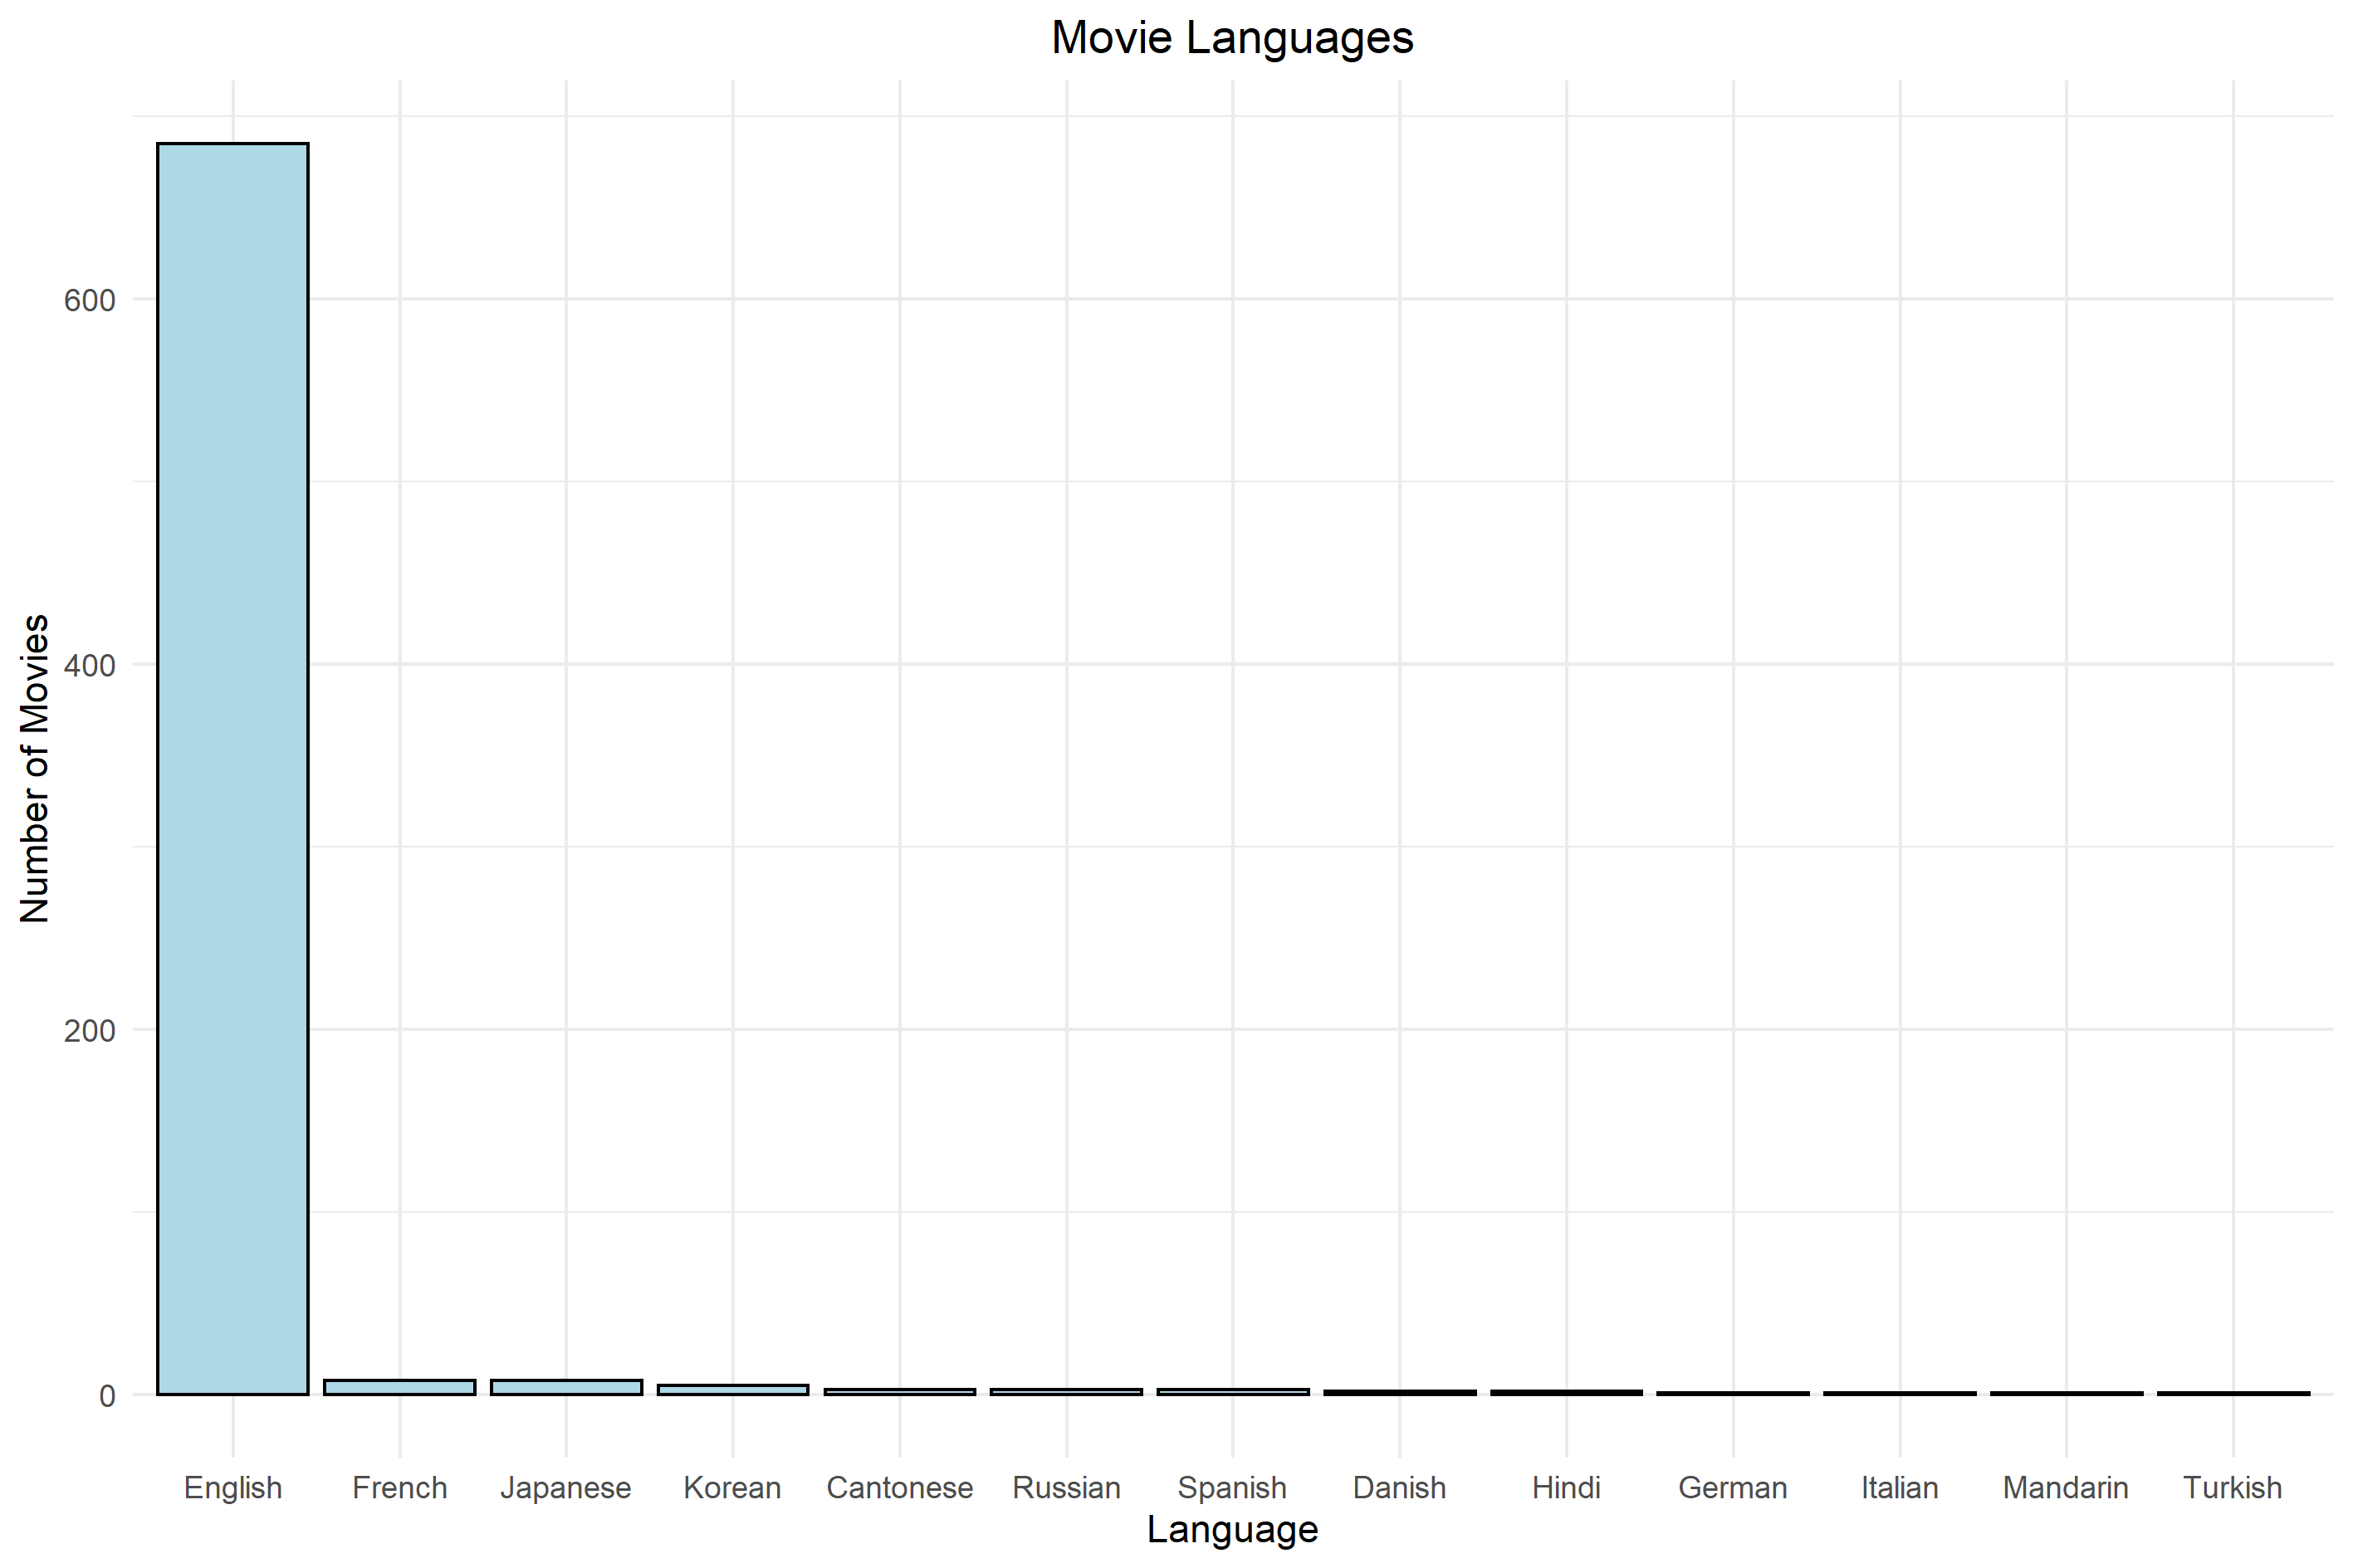 Movie Languages
Number of Movies
600
400
200
0
English French Japanese Korean Cantonese Russian Spanish Danish Hindi German Italian Mandarin Turkish
Language